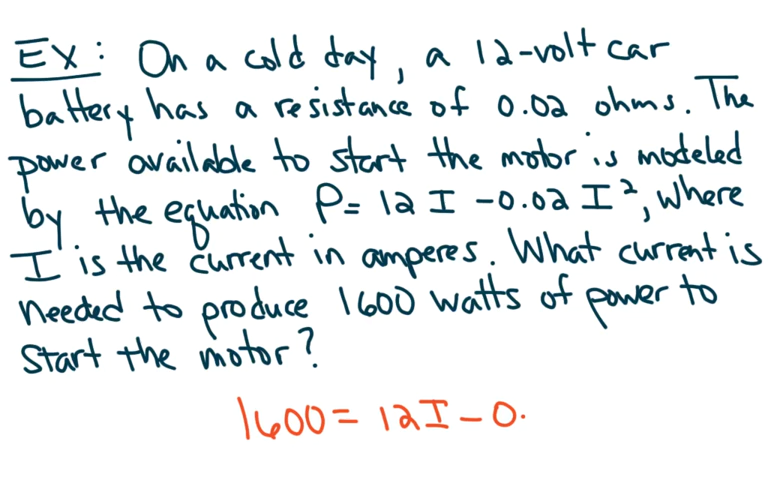 Ex: On a cold day, a 12-volt car
battery has a resistance of 0.02 ohms. The
power available to start the motor is modeled
by the equation P= 12 I -0.02 I², where
I is the current in amperes. What current is
needed to produce 1600 watts of power to
start the motor?
1600 = 12I - 0.